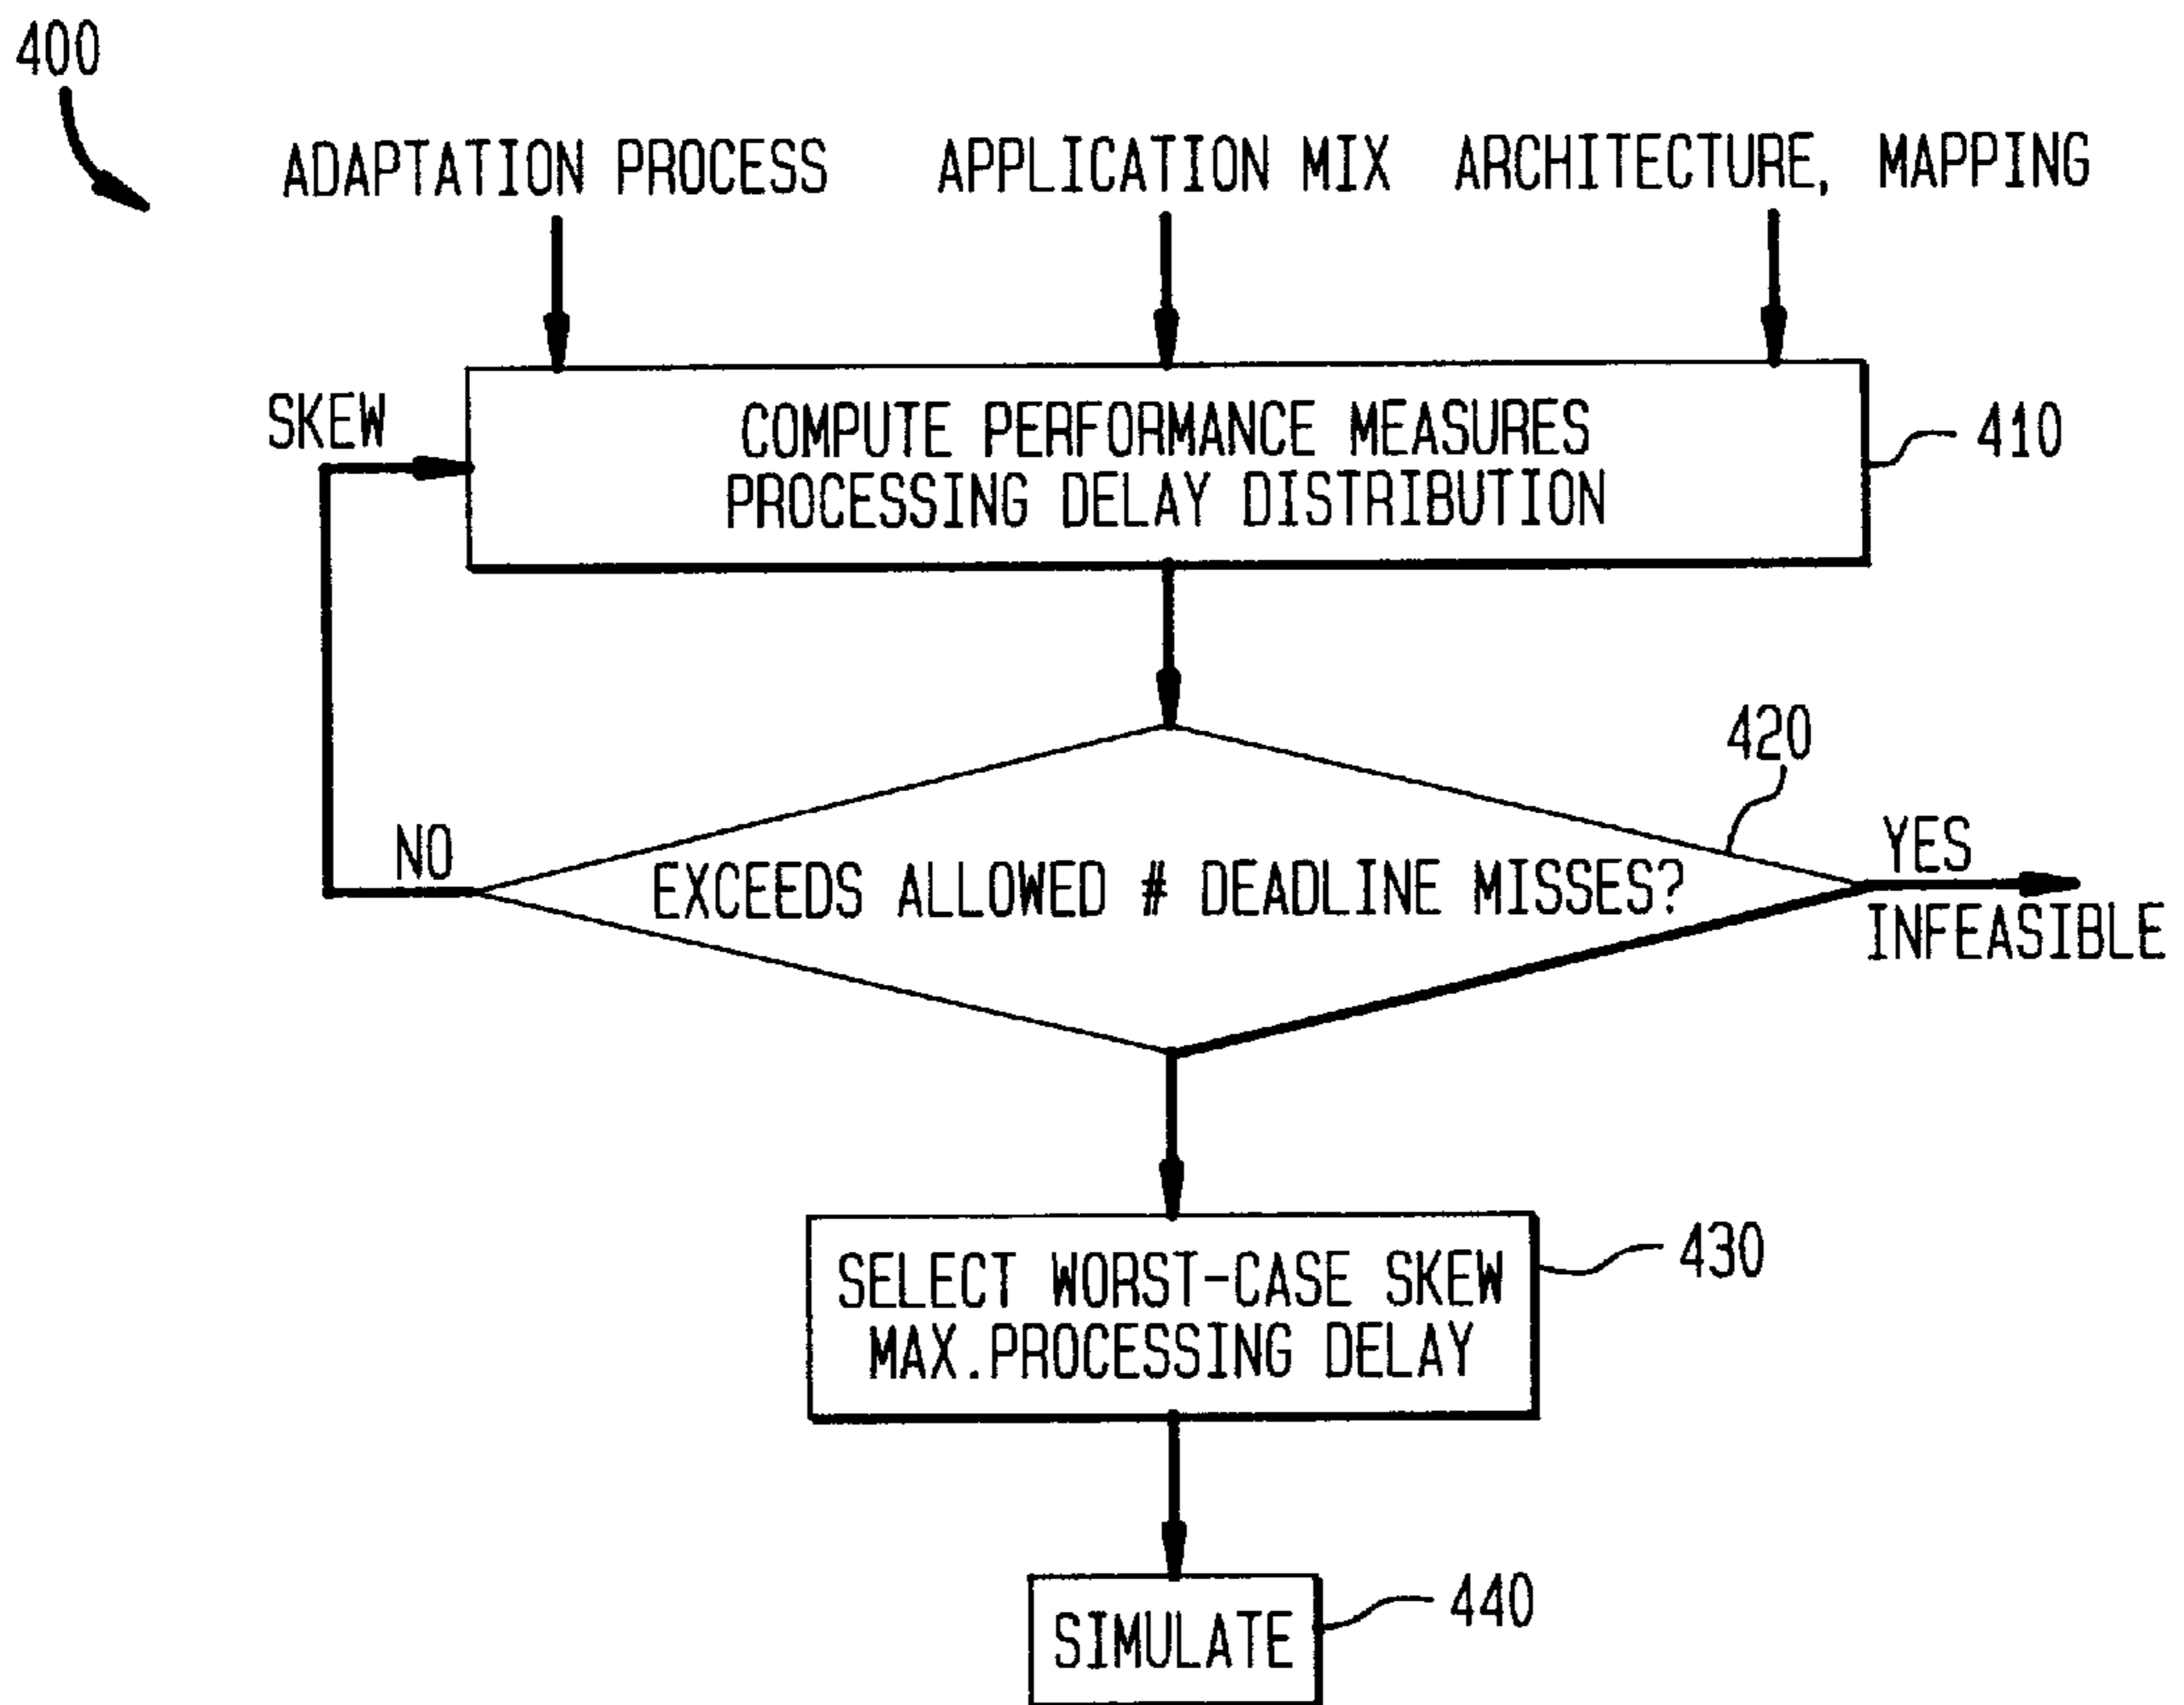 400
ADAPTATION PROCESS
APPLICATION MIX
ARCHITECTURE, MAPPING
SKEW
COMPUTE PERFORMANCE MEASURES
PROCESSING DELAY DISTRIBUTION
410
420
NO
EXCEEDS ALLOWED # DEADLINE MISSES?
YES
INFEASIBLE
SELECT WORST-CASE SKEW
MAX.PROCESSING DELAY
430
SIMULATE
440